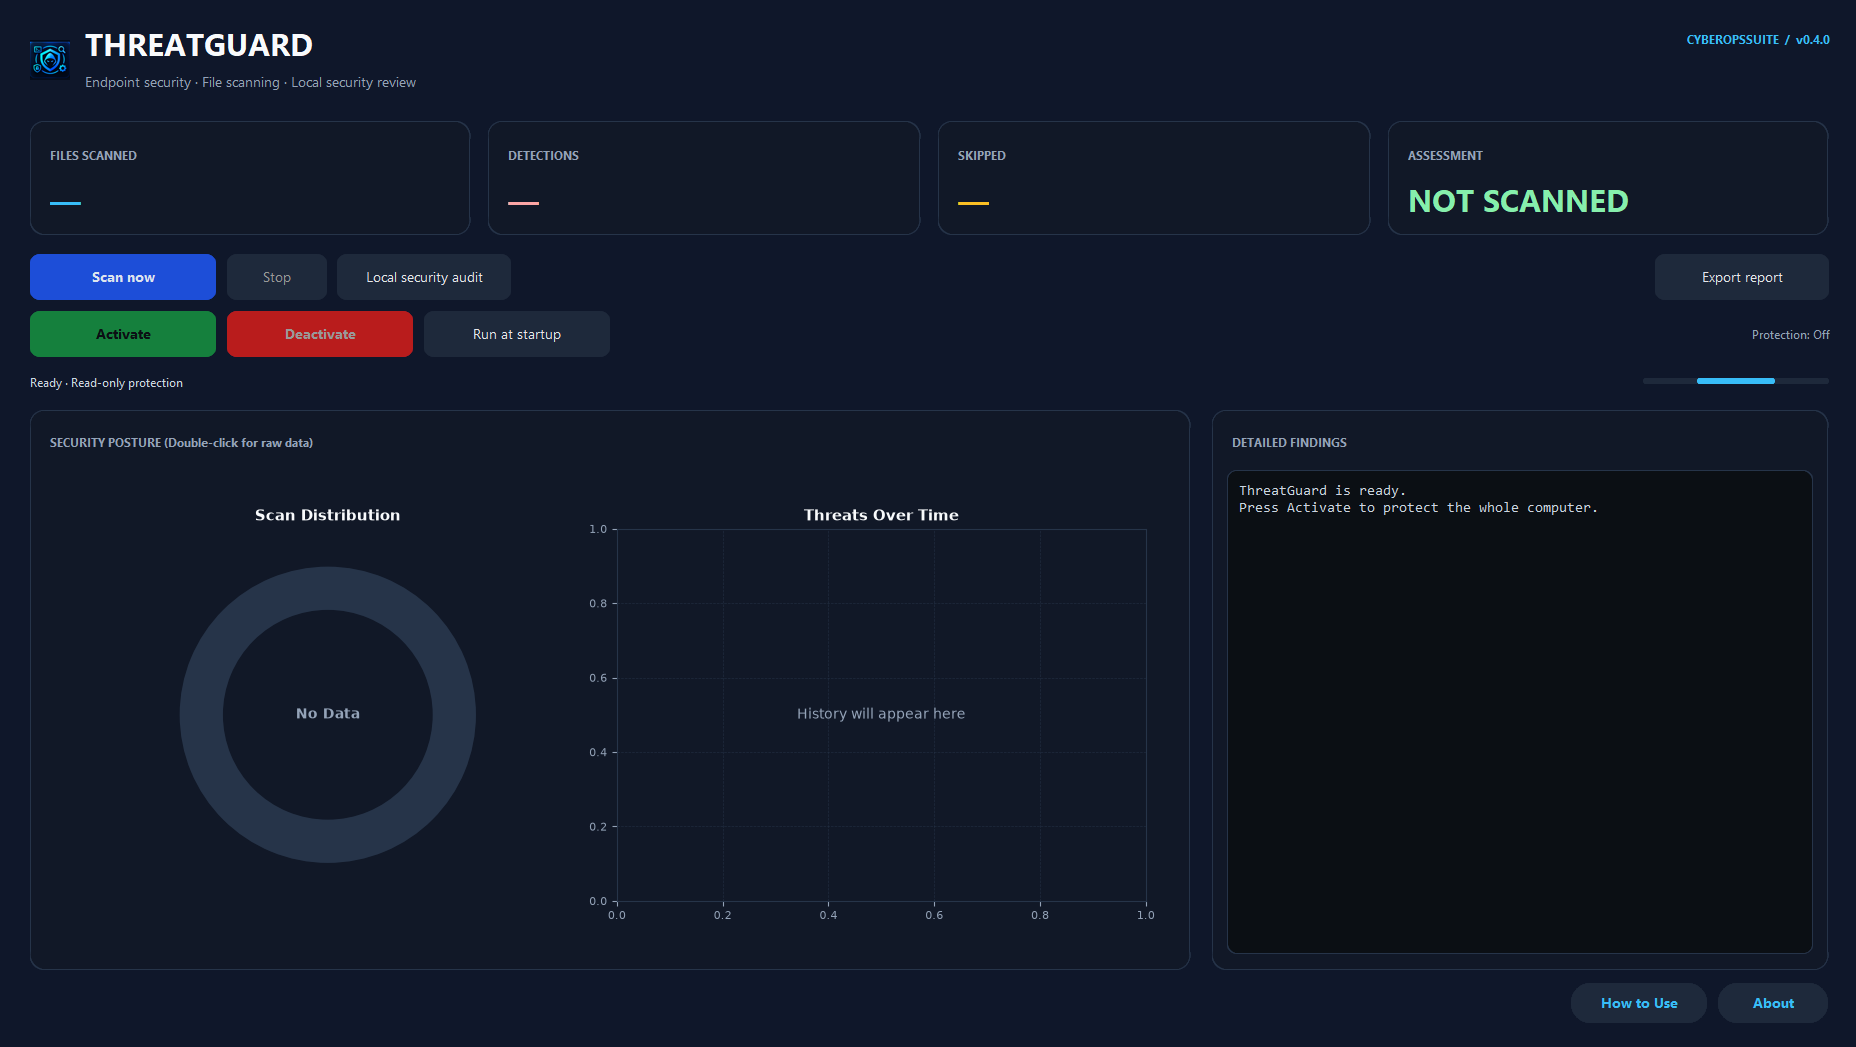 THREATGUARD
Endpoint security · File scanning · Local security review
CYBEROPSSUITE / v0.4.0
FILES SCANNED
—
DETECTIONS
—
SKIPPED
—
ASSESSMENT
NOT SCANNED
Scan now
Stop
Local security audit
Export report
Activate
Deactivate
Run at startup
Protection: Off
Ready · Read-only protection
SECURITY POSTURE (Double-click for raw data)
Scan Distribution
No Data
Threats Over Time
1.0
0.8
0.6
0.4
0.2
0.0
History will appear here
0.0 0.2 0.4 0.6 0.8 1.0
DETAILED FINDINGS
ThreatGuard is ready.
Press Activate to protect the whole computer.
How to Use
About